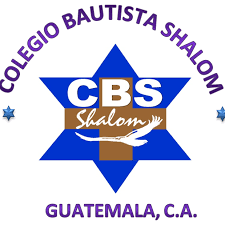 COLEGIO BAUTISTA SHALOM
CBS
Shalom
GUATEMALA, C.A.